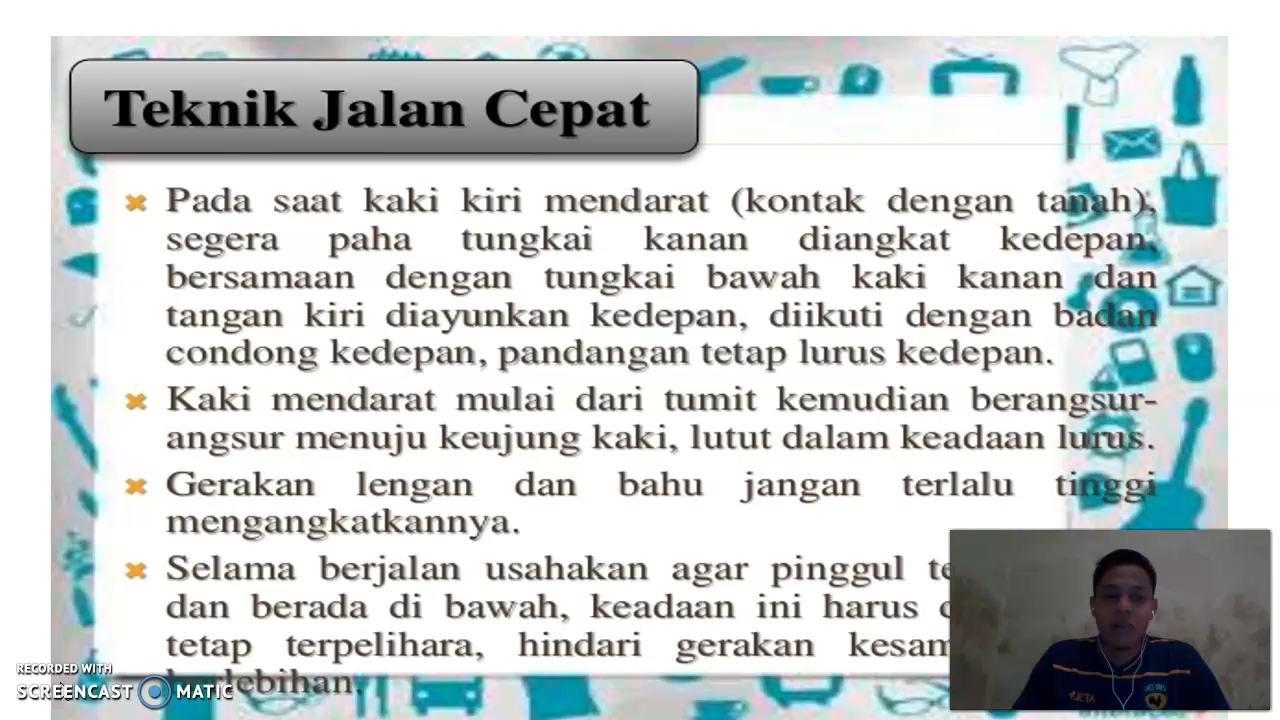 Teknik Jalan Cepat
Pada saat kaki kiri mendarat (kontak dengan tanah),
segera paha tungkai kanan diangkat kedepan,
bersamaan dengan tungkai bawah kaki kanan dan
tangan kiri diayunkan kedepan, diikuti dengan badan
condong kedepan, pandangan tetap lurus kedepan.
Kaki mendarat mulai dari tumit kemudian berangsur-
angsur menuju keujung kaki, lutut dalam keadaan lurus.
Gerakan lengan dan bahu jangan terlalu tinggi
mengangkatkannya.
Selama berjalan usahakan agar pinggul
dan berada di bawah, keadaan ini harus
tetap terpelihara, hindari gerakan
berlebihan.
RECORDED WITH
SCREENCAST MATIC